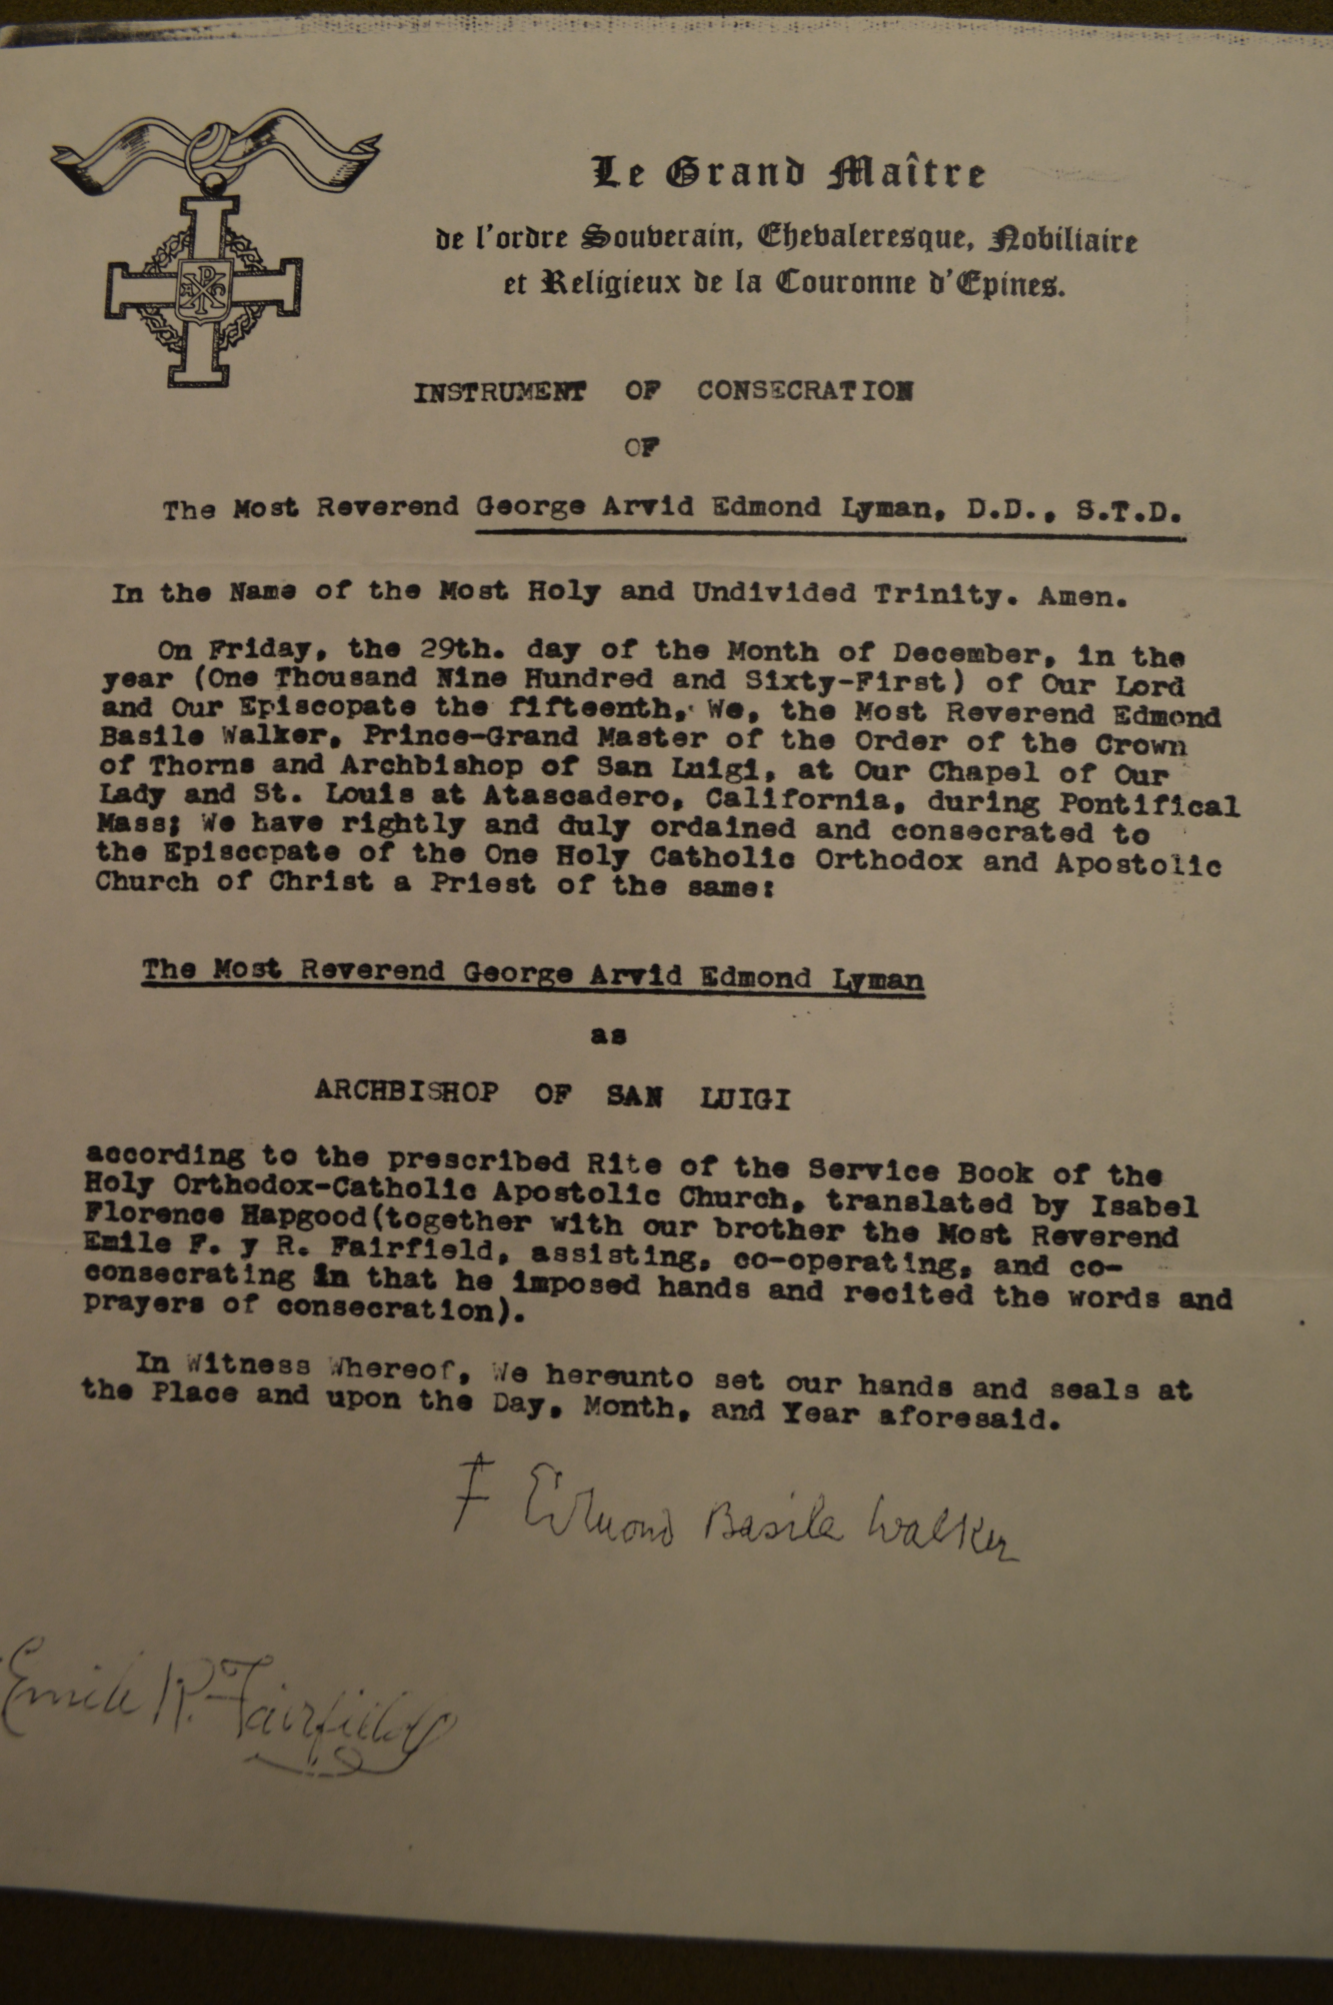 Le Grand Maître
de l'ordre Souverain, Chevaleresque, Nobiliaire
et Religieux de la Couronne d'Epines.
INSTRUMENT OF CONSECRATION
OF
The Most Reverend George Arvid Edmond Lyman, D.D., S.T.D.
In the Name of the Most Holy and Undivided Trinity. Amen.
On Friday, the 29th. day of the Month of December, in the
year (One Thousand Nine Hundred and Sixty-First) of Our Lord
and Our Episcopate the fifteenth, We, the Most Reverend Edmond
Basile Walker, Prince-Grand Master of the Order of the Crown
of Thorns and Archbishop of San Luigi, at Our Chapel of Our
Lady and St. Louis at Atascadero, California, during Pontifical
Mass; We have rightly and duly ordained and consecrated to
the Episcopate of the One Holy Catholic Orthodox and Apostolic
Church of Christ a Priest of the same:
The Most Reverend George Arvid Edmond Lyman
as
ARCHBISHOP OF SAN LUIGI
according to the prescribed Rite of the Service Book of the
Holy Orthodox-Catholic Apostolic Church, translated by Isabel
Florence Hapgood(together with our brother the Most Reverend
Emile F. y R. Fairfield, assisting, co-operating, and co-
consecrating in that he imposed hands and recited the words and
prayers of consecration).
In Witness Whereof, We hereunto set our hands and seals at
the Place and upon the Day, Month, and Year aforesaid.
Edmond Basile Walker
Emile R. Fairfield